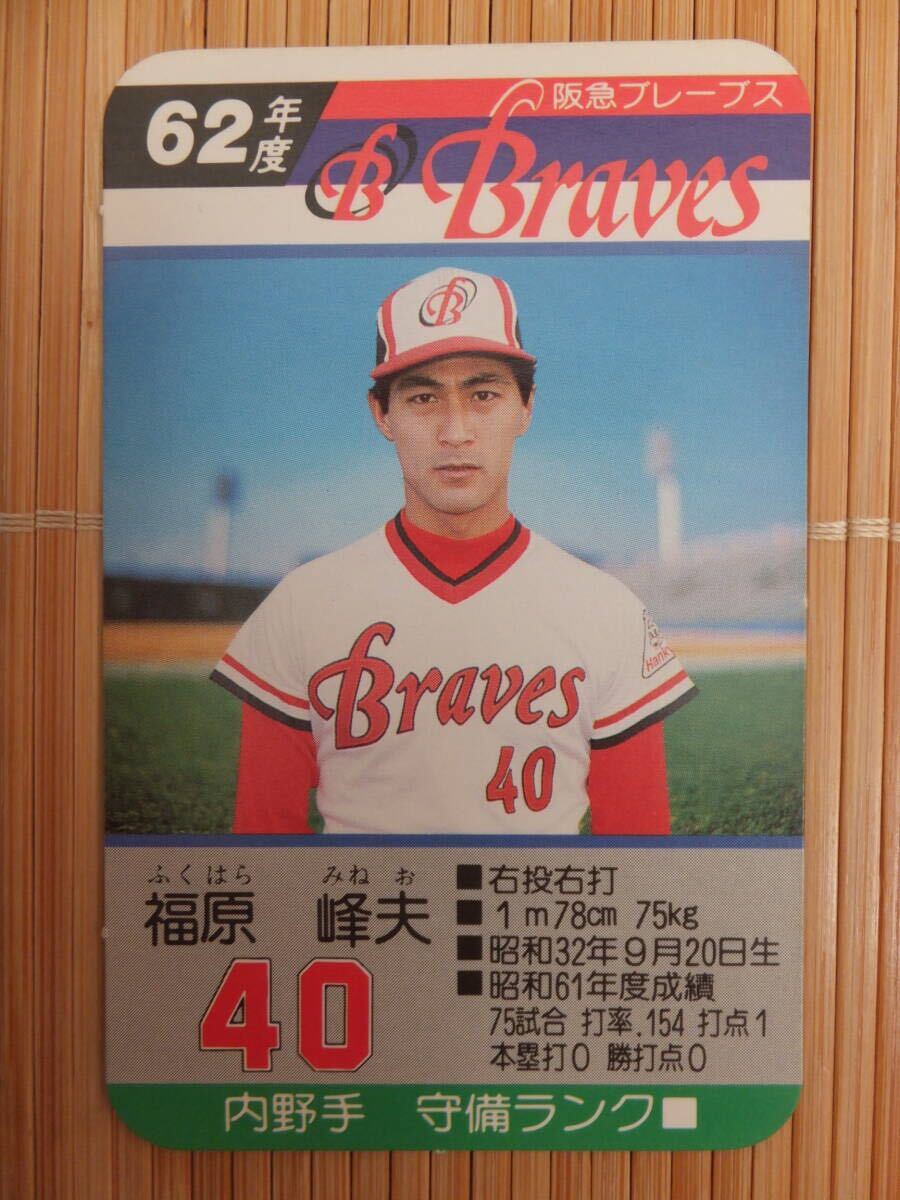 62年度
阪急ブレーブス
B Braves
B
Braves
40
ふくはら みねお
福原 峰夫
40
■右投右打
■1m78cm 75kg
■昭和32年9月20日生
■昭和61年度成績
75試合 打率.154 打点1
本塁打0 勝打点0
内野手 守備ランク■